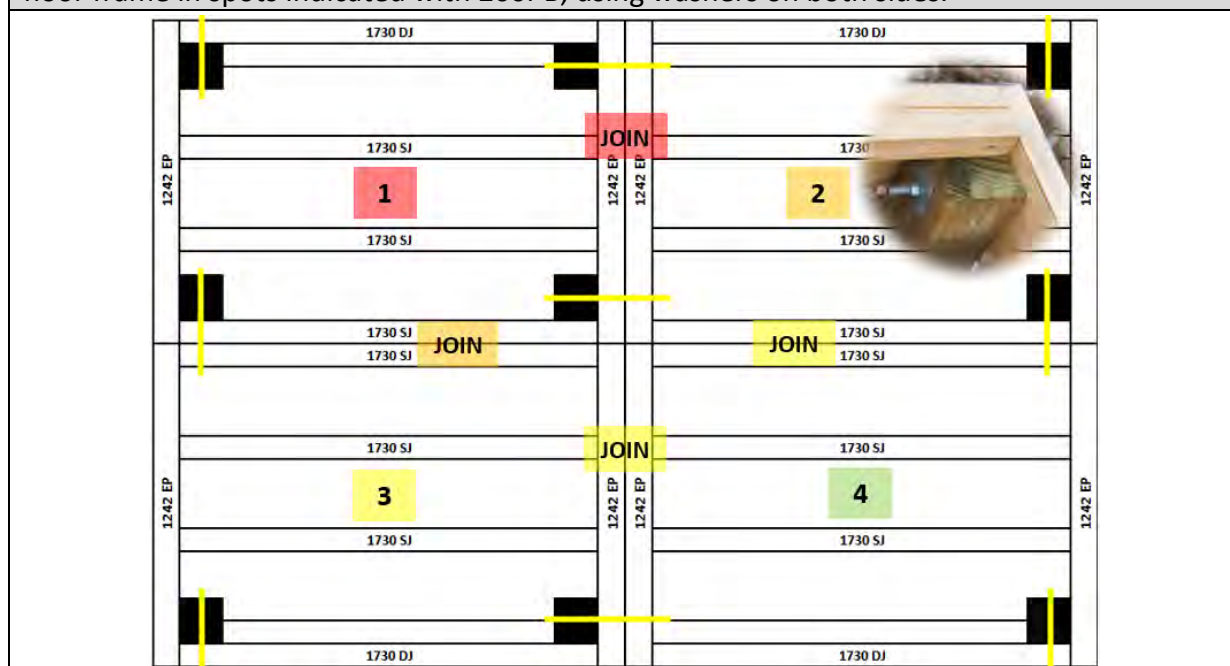 floor frame in spots indicated with using washers on both sides.
1730 DJ
1730 DJ
JOIN
1730 SJ
1730
1242 EP
1242 EP
1242 EP
1242 EP
1
2
1730 SJ
1730 SJ
1730 SJ
1730 SJ
JOIN
JOIN
1730 SJ
1730 SJ
1730 SJ
JOIN
1730 SJ
1242 EP
1242 EP
1242 EP
1242 EP
3
4
1730 SJ
1730 SJ
1730 DJ
1730 DJ